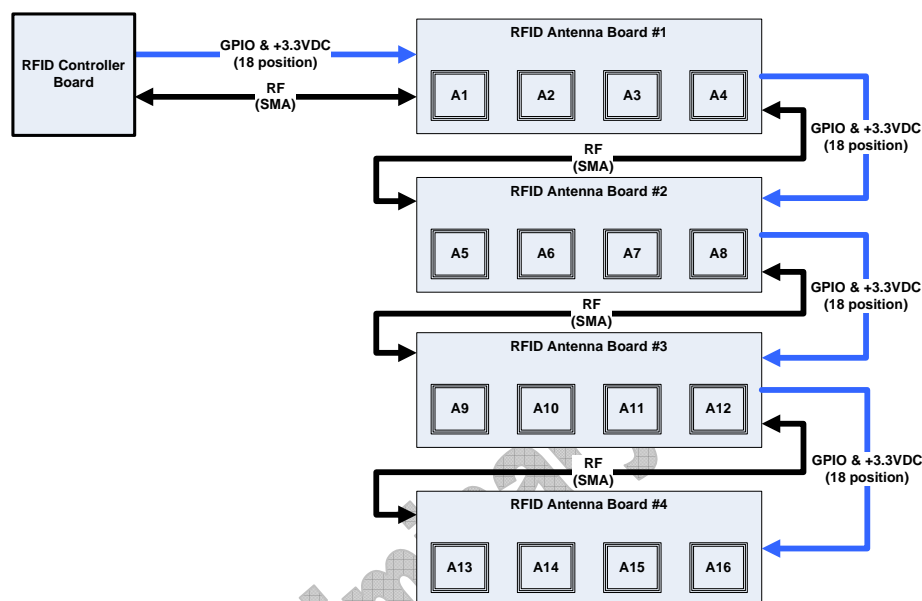 RFID Controller
Board
GPIO & +3.3VDC
(18 position)
RF
(SMA)
RFID Antenna Board #1
A1 A2 A3 A4
GPIO & +3.3VDC
(18 position)
RF
(SMA)
RFID Antenna Board #2
A5 A6 A7 A8
GPIO & +3.3VDC
(18 position)
RF
(SMA)
RFID Antenna Board #3
A9 A10 A11 A12
GPIO & +3.3VDC
(18 position)
RF
(SMA)
RFID Antenna Board #4
A13 A14 A15 A16